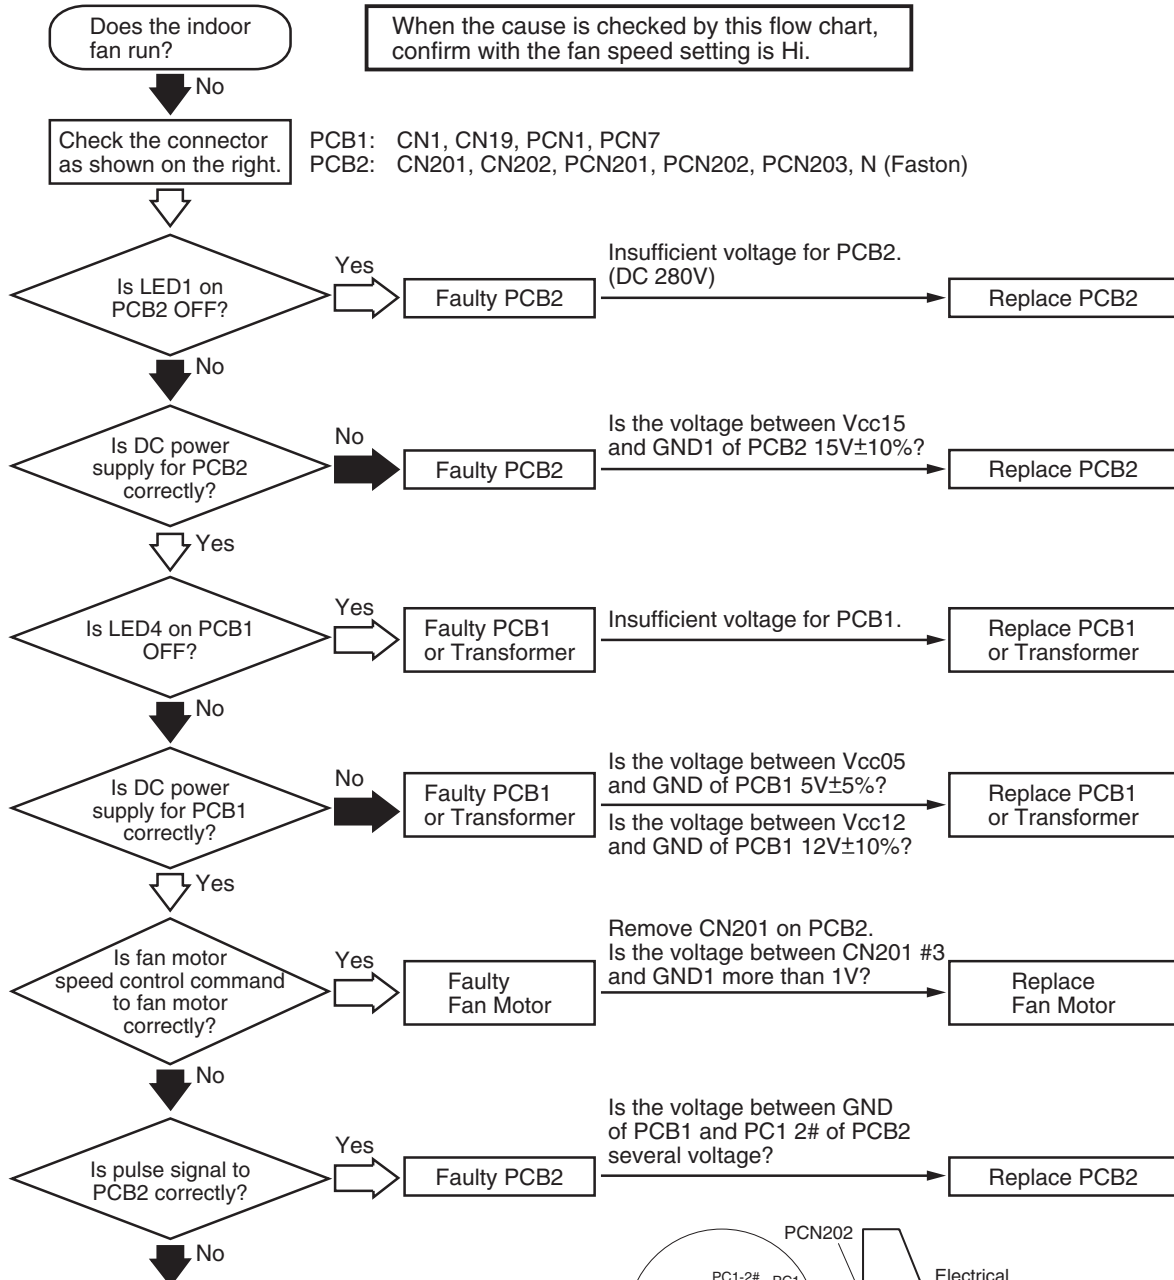 Does the indoor
fan run?
When the cause is checked by this flow chart,
confirm with the fan speed setting is Hi.
No
Check the connector
as shown on the right.
PCB1: CN1, CN19, PCN1, PCN7
PCB2: CN201, CN202, PCN201, PCN202, PCN203, N (Faston)
Is LED1 on
PCB2 OFF?
Yes
Faulty PCB2
Insufficient voltage for PCB2.
(DC 280V)
Replace PCB2
No
Is DC power
supply for PCB2
correctly?
No
Faulty PCB2
Is the voltage between Vcc15
and GND1 of PCB2 15V±10%?
Replace PCB2
Yes
Is LED4 on PCB1
OFF?
Yes
Faulty PCB1
or Transformer
Insufficient voltage for PCB1.
Replace PCB1
or Transformer
No
Is DC power
supply for PCB1
correctly?
No
Faulty PCB1
or Transformer
Is the voltage between Vcc05
and GND of PCB1 5V±5%?
Is the voltage between Vcc12
and GND of PCB1 12V±10%?
Replace PCB1
or Transformer
Yes
Is fan motor
speed control command
to fan motor
correctly?
Yes
Faulty
Fan Motor
Remove CN201 on PCB2.
Is the voltage between CN201 #3
and GND1 more than 1V?
Replace
Fan Motor
No
Is pulse signal to
PCB2 correctly?
Yes
Faulty PCB2
Is the voltage between GND
of PCB1 and PC1 2# of PCB2
several voltage?
Replace PCB2
No
PCN202
PC1-2#
PC1
Electrical